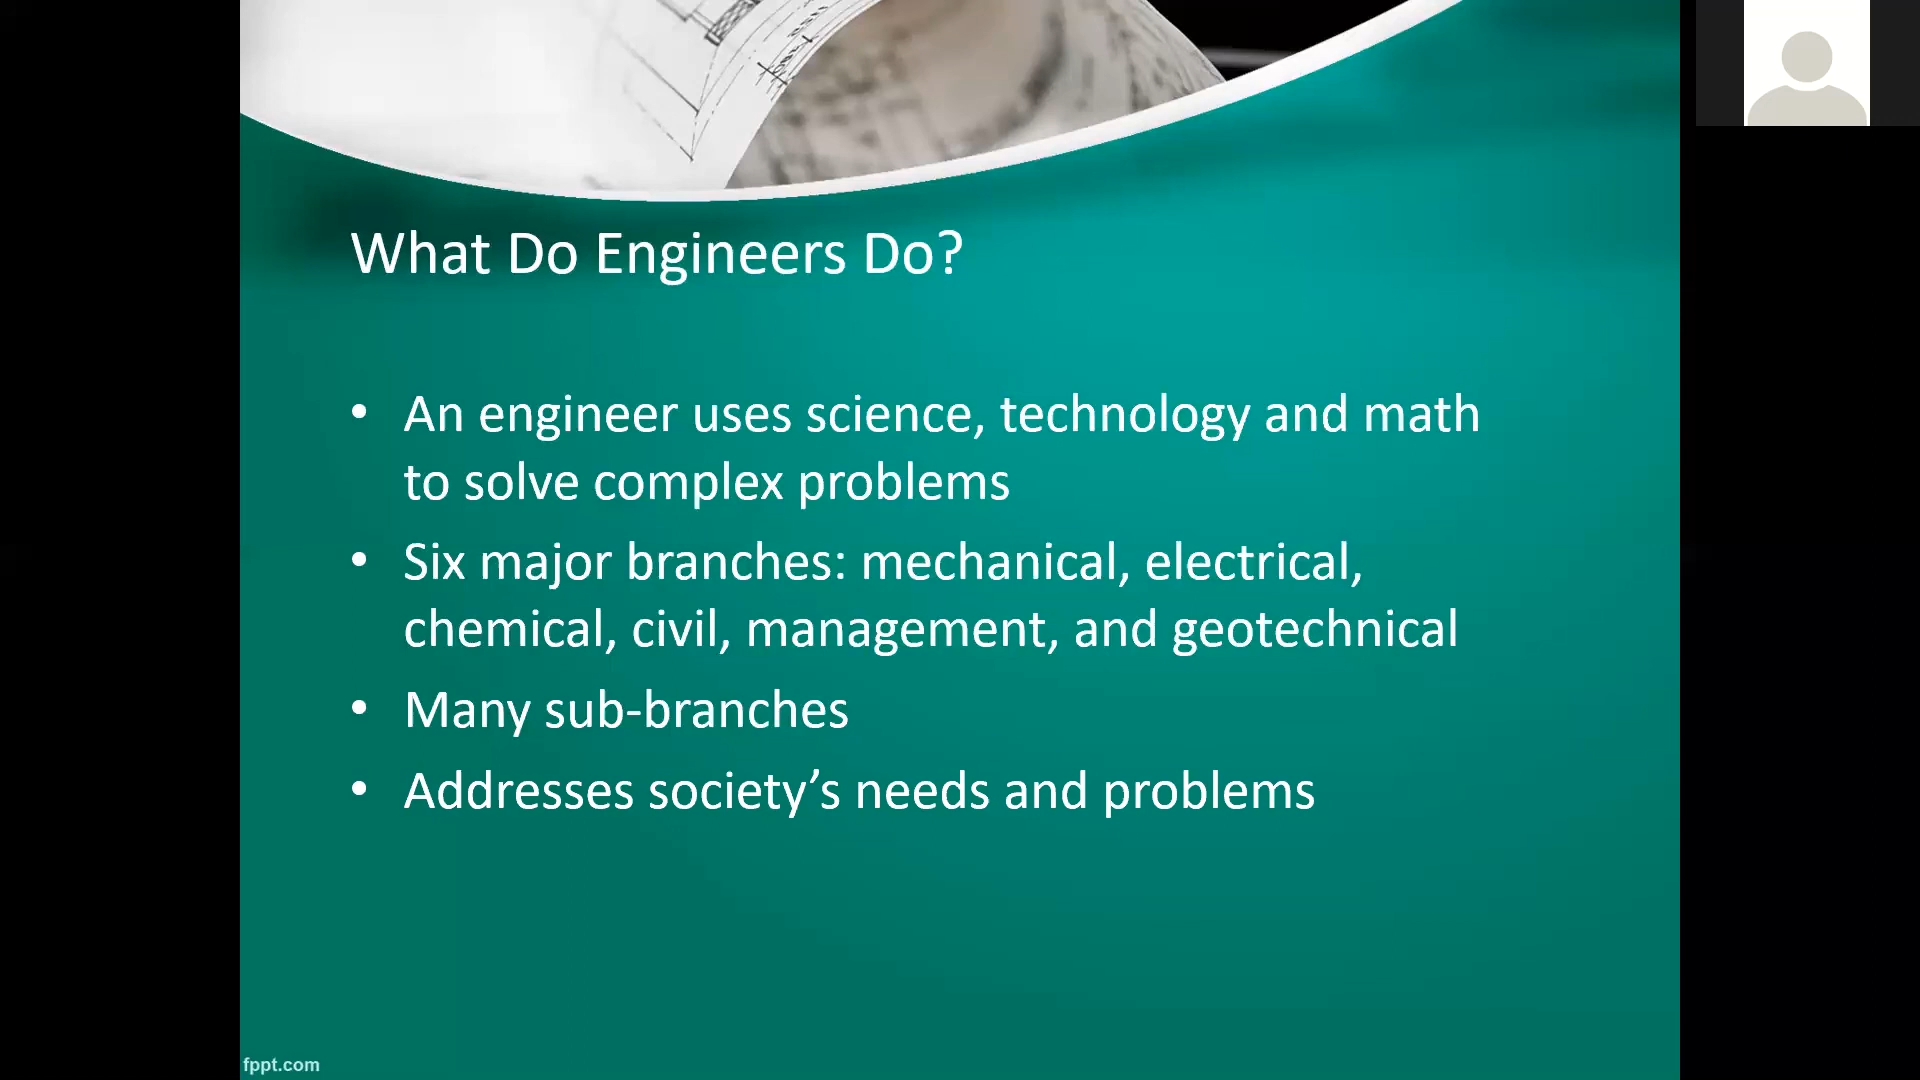 What Do Engineers Do?
• An engineer uses science, technology and math
to solve complex problems
• Six major branches: mechanical, electrical,
chemical, civil, management, and geotechnical
• Many sub-branches
• Addresses society’s needs and problems
fppt.com